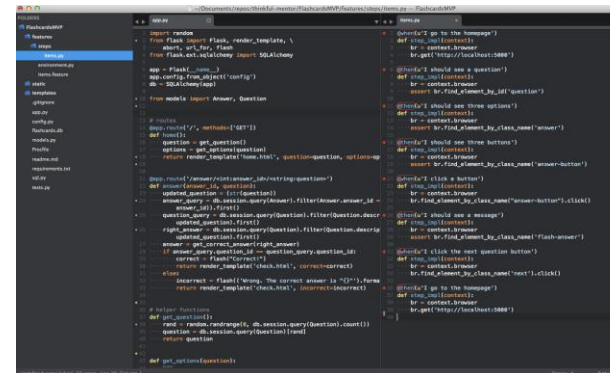 ~/Documents/repos/thinkful-mentor/FlashcardsMVP/features/steps/items.py — FlashcardsMVP
FOLDERS
FlashcardsMVP
features
steps
items.py
environment.py
items.feature
static
templates
.gitignore
app.py
config.py
flashcards.db
models.py
Procfile
readme.md
requirements.txt
tests.py
app.py
import random
from flask import Flask, render_template, \
abort, url_for, flash
from flask.ext.sqlalchemy import SQLAlchemy
app = Flask(__name__)
app.config.from_object('config')
db = SQLAlchemy(app)
from models import Answer, Question
# routes
@app.route('/', methods=['GET'])
def home():
question = get_question()
options = get_options(question)
return render_template('home.html', question=question, options=op
@app.route('/answer/<int:answer_id>/<string:question>')
def answer(answer_id, question):
updated_question = (str(question))
answer_query = db.session.query(Answer).filter(Answer.answer_id =
answer_id).first()
question_query = db.session.query(Question).filter(Question.descr
updated_question).first()
right_answer = db.session.query(Question).filter(Question.descrip
updated_question).first()
answer = get_correct_answer(right_answer)
if answer_query.question_id == question_query.question_id:
correct = flash("Correct!")
return render_template('check.html', correct=correct)
else:
incorrect = flash(('Wrong. The correct answer is "{}"').forma
return render_template('check.html', incorrect=incorrect)
# helper functions
def get_question():
rand = random.randrange(0, db.session.query(Question).count())
question = db.session.query(Question)[rand]
return question
def get_options(question):
items.py
@when(u'I go to the homepage')
def step_impl(context):
br = context.browser
br.get('http://localhost:5000')
@then(u'I should see a question')
def step_impl(context):
br = context.browser
assert br.find_element_by_id('question')
@then(u'I should see three options')
def step_impl(context):
br = context.browser
assert br.find_element_by_class_name('answer')
@then(u'I should see three buttons')
def step_impl(context):
br = context.browser
assert br.find_element_by_class_name('answer-button')
@when(u'I click a button')
def step_impl(context):
br = context.browser
br.find_element_by_class_name("answer-button").click()
@then(u'I should see a message')
def step_impl(context):
br = context.browser
assert br.find_element_by_class_name('flash-answer')
@when(u'I click the next question button')
def step_impl(context):
br = context.browser
br.find_element_by_class_name('next').click()
@then(u'I go to the homepage')
def step_impl(context):
br = context.browser
br.get("http://localhost:5000")